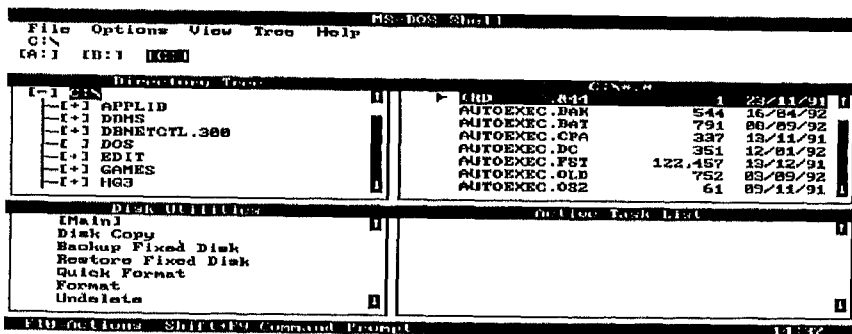 MS-DOS Shell
File Options View Tree Help
C:\
[A:] [B:] [C:]
Directory Tree
[-] C:\
[+] APPLID
[+] DBMS
[+] DBNETCTL.300
[ ] DOS
[+] EDIT
[+] GAMES
[+] HG3
C:\*.*
AUTOEXEC.BAK 544 16/04/92
AUTOEXEC.BAT 791 08/09/92
AUTOEXEC.CPA 337 13/11/91
AUTOEXEC.DC 351 12/01/92
AUTOEXEC.FST 122,457 13/12/91
AUTOEXEC.OLD 752 03/09/92
AUTOEXEC.OS2 61 09/11/91
Disk Utilities
[Main]
Disk Copy
Backup Fixed Disk
Restore Fixed Disk
Quick Format
Format
Undelete
Active Task List
F10 Actions Shift+F9 Command Prompt